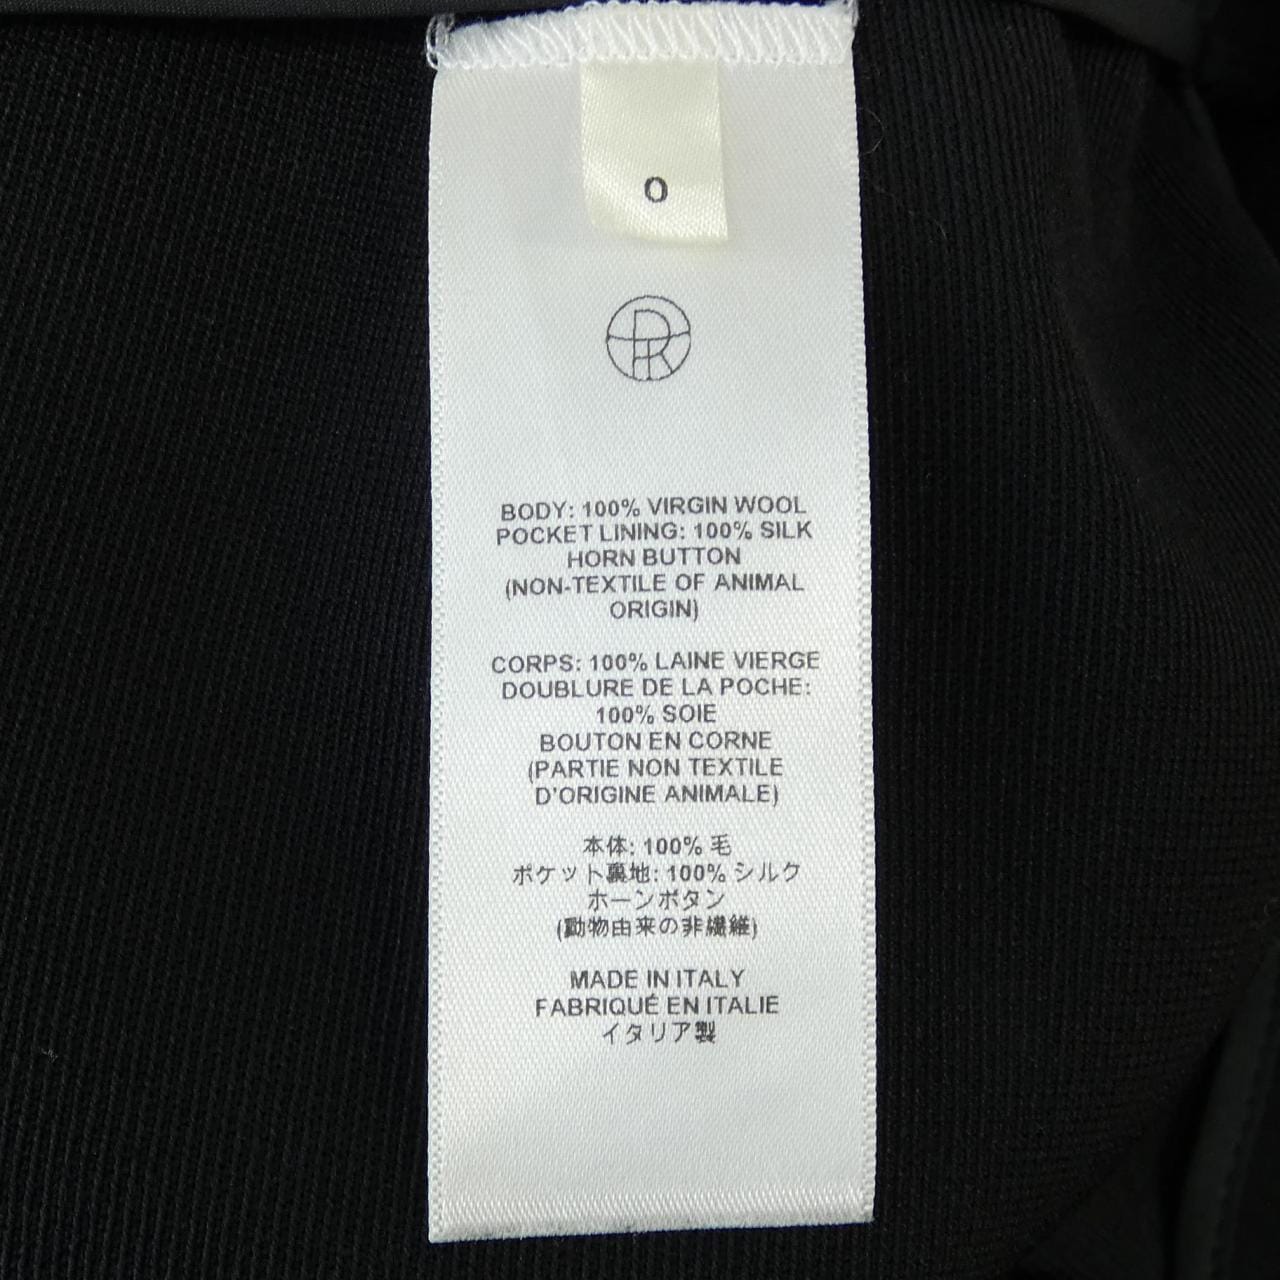 0
BODY: 100% VIRGIN WOOL
POCKET LINING: 100% SILK
HORN BUTTON
(NON-TEXTILE OF ANIMAL
ORIGIN)
CORPS: 100% LAINE VIERGE
DOUBLURE DE LA POCHE:
100% SOIE
BOUTON EN CORNE
(PARTIE NON TEXTILE
D'ORIGINE ANIMALE)
本体: 100% 毛
ポケット裏地: 100% シルク
ホーンボタン
(動物由来の非繊維)
MADE IN ITALY
FABRIQUÉ EN ITALIE
イタリア製